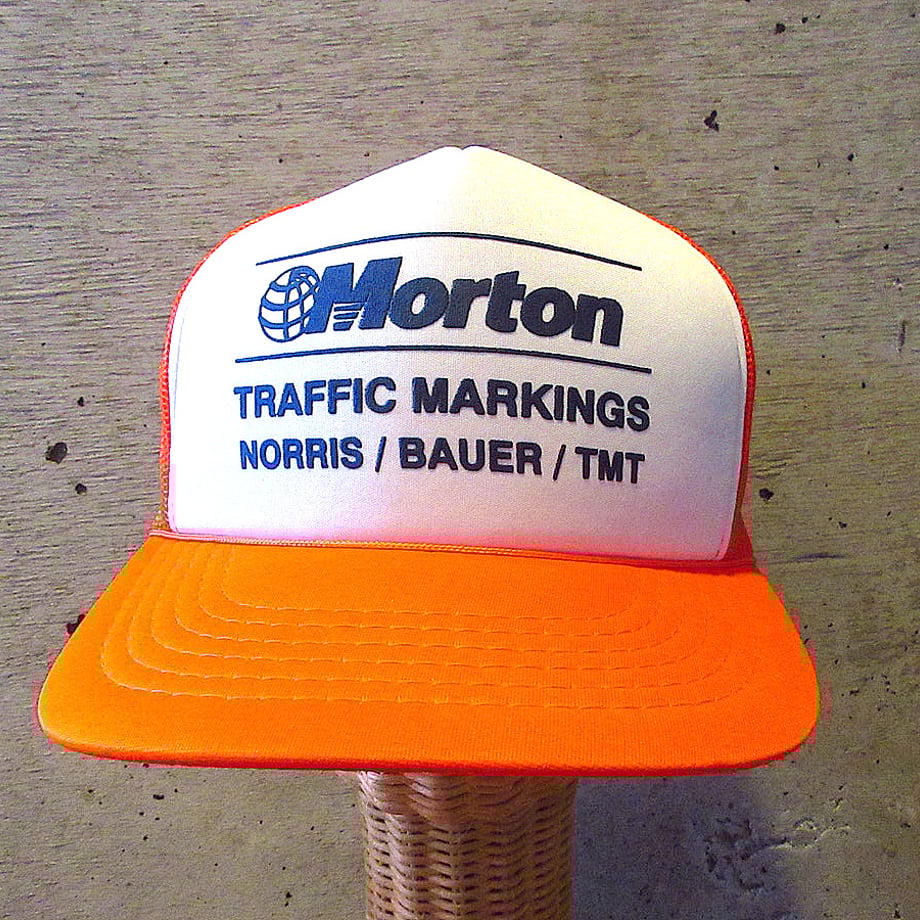 Morton
TRAFFIC MARKINGS
NORRIS / BAUER / TMT